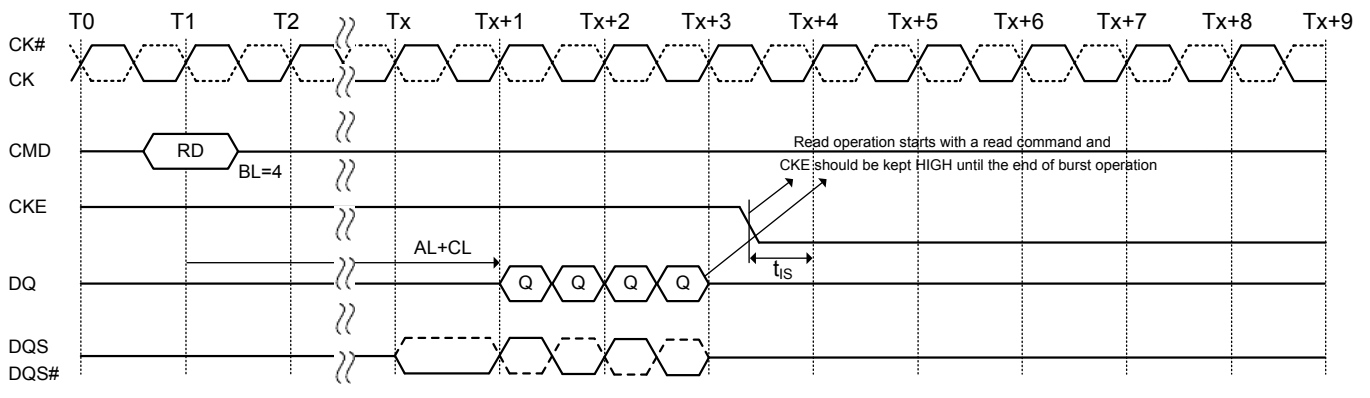 T0 T1 T2 Tx Tx+1 Tx+2 Tx+3 Tx+4 Tx+5 Tx+6 Tx+7 Tx+8 Tx+9
CK#
CK
Read operation starts with a read command and
CMD RD
CKE should be kept HIGH until the end of burst operation
BL=4
CKE
AL+CL
tIS
DQ Q Q Q Q
DQS
DQS#